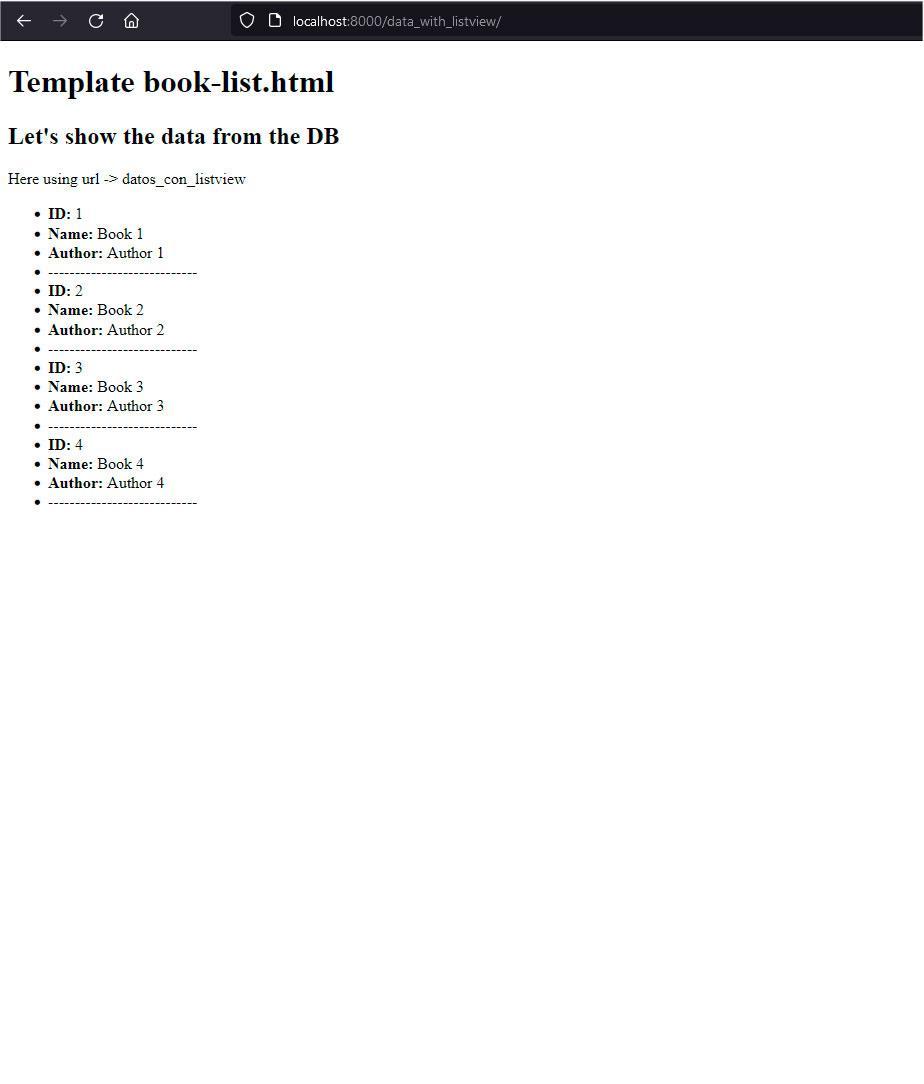 localhost:8000/data_with_listview/
Template book-list.html
Let's show the data from the DB
Here using url -> datos_con_listview
• ID: 1
• Name: Book 1
• Author: Author 1
• ----------------------------
• ID: 2
• Name: Book 2
• Author: Author 2
• ----------------------------
• ID: 3
• Name: Book 3
• Author: Author 3
• ----------------------------
• ID: 4
• Name: Book 4
• Author: Author 4
• ----------------------------